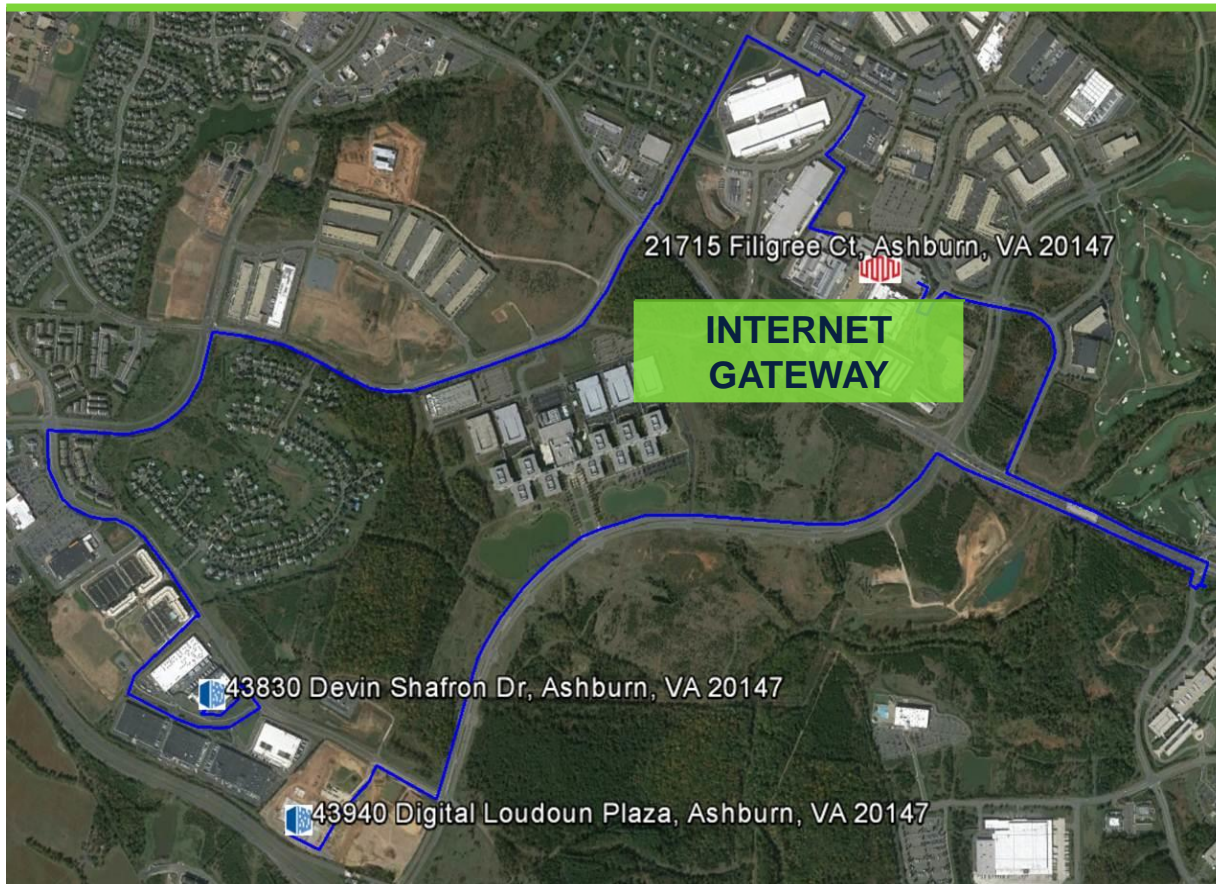 21715 Filigree Ct, Ashburn, VA 20147
INTERNET
GATEWAY
43830 Devin Shafron Dr, Ashburn, VA 20147
43940 Digital Loudoun Plaza, Ashburn, VA 20147